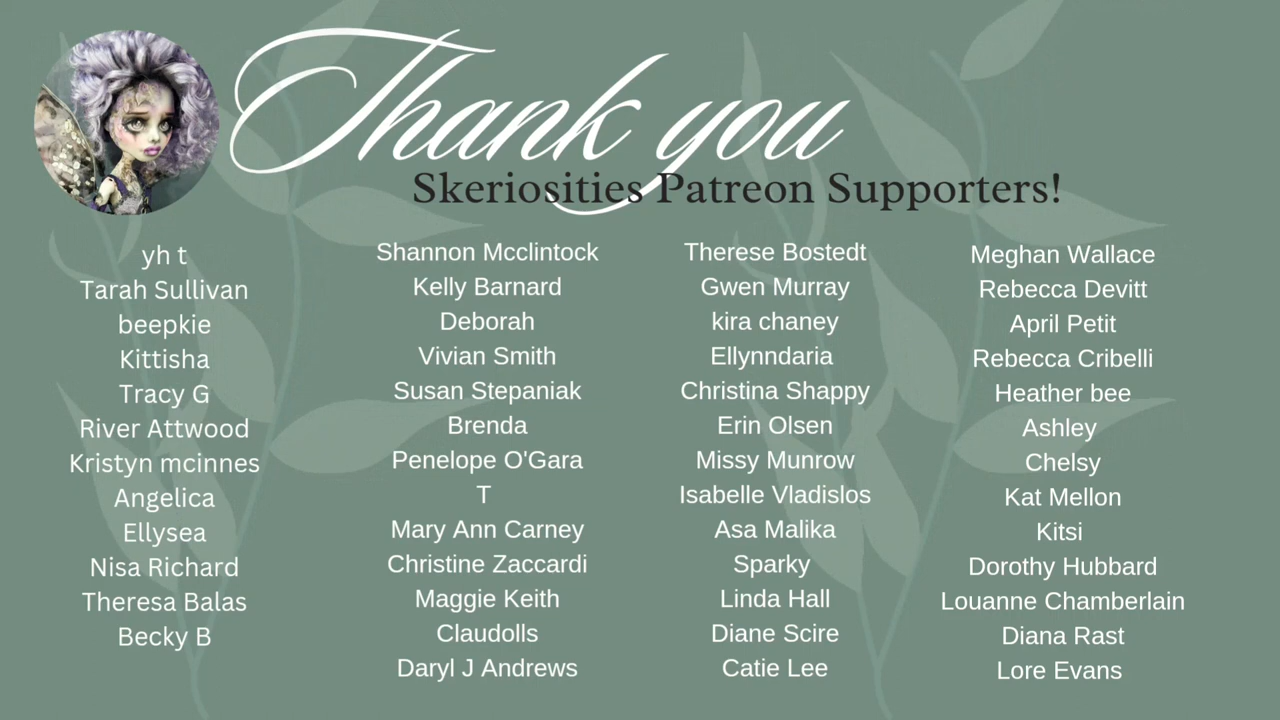 Thank you
Skeriosities Patreon Supporters!
yh t
Tarah Sullivan
beepkie
Kittisha
Tracy G
River Attwood
Kristyn mcinnes
Angelica
Ellysea
Nisa Richard
Theresa Balas
Becky B
Shannon Mcclintock
Kelly Barnard
Deborah
Vivian Smith
Susan Stepaniak
Brenda
Penelope O'Gara
T
Mary Ann Carney
Christine Zaccardi
Maggie Keith
Claudolls
Daryl J Andrews
Therese Bostedt
Gwen Murray
kira chaney
Ellynndaria
Christina Shappy
Erin Olsen
Missy Munrow
Isabelle Vladislos
Asa Malika
Sparky
Linda Hall
Diane Scire
Catie Lee
Meghan Wallace
Rebecca Devitt
April Petit
Rebecca Cribelli
Heather bee
Ashley
Chelsy
Kat Mellon
Kitsi
Dorothy Hubbard
Louanne Chamberlain
Diana Rast
Lore Evans